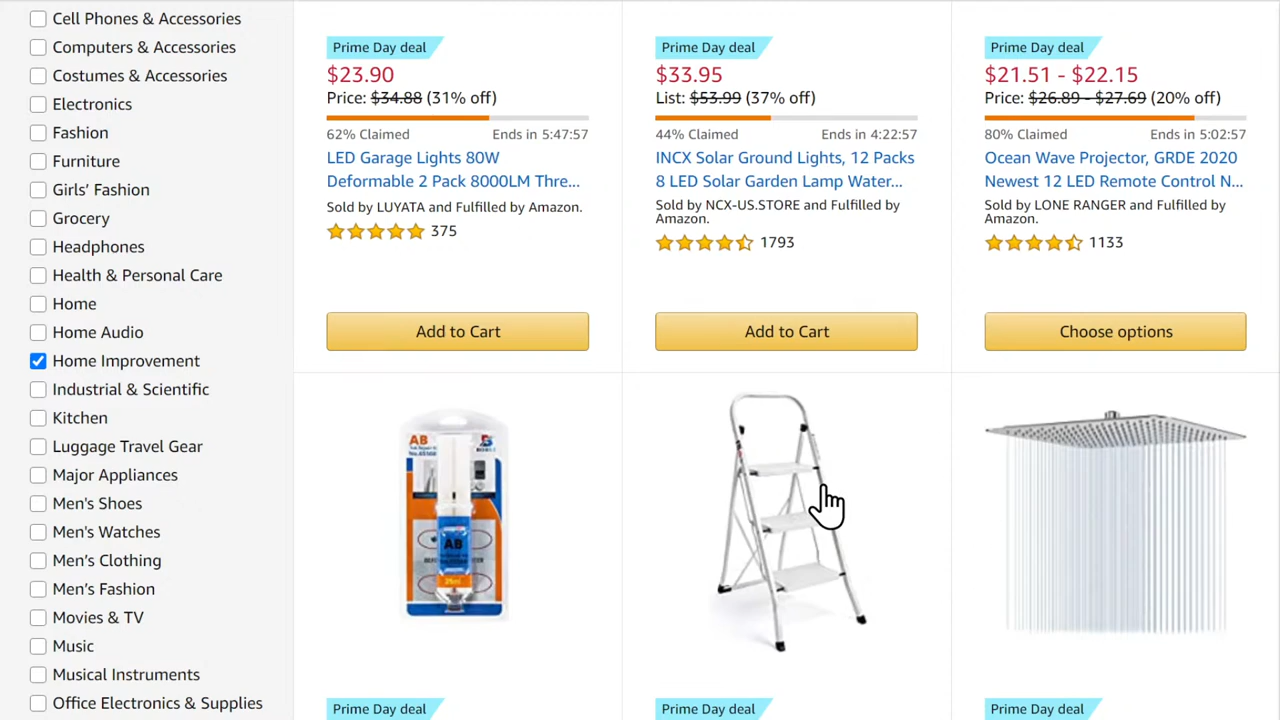 Cell Phones & Accessories
Computers & Accessories
Costumes & Accessories
Electronics
Fashion
Furniture
Girls' Fashion
Grocery
Headphones
Health & Personal Care
Home
Home Audio
Home Improvement
Industrial & Scientific
Kitchen
Luggage Travel Gear
Major Appliances
Men's Shoes
Men's Watches
Men's Clothing
Men's Fashion
Movies & TV
Music
Musical Instruments
Office Electronics & Supplies
Prime Day deal
$23.90
Price: $34.88 (31% off)
62% Claimed
Ends in 5:47:57
LED Garage Lights 80W
Deformable 2 Pack 8000LM Thre...
Sold by LUYATA and Fulfilled by Amazon.
375
Add to Cart
Prime Day deal
$33.95
List: $53.99 (37% off)
44% Claimed
Ends in 4:22:57
INCX Solar Ground Lights, 12 Packs
8 LED Solar Garden Lamp Water...
Sold by NCX-US.STORE and Fulfilled by
Amazon.
1793
Add to Cart
Prime Day deal
$21.51 - $22.15
Price: $26.89 - $27.69 (20% off)
80% Claimed
Ends in 5:02:57
Ocean Wave Projector, GRDE 2020
Newest 12 LED Remote Control N...
Sold by LONE RANGER and Fulfilled by
Amazon.
1133
Choose options
AB
AB
Prime Day deal
Prime Day deal
Prime Day deal